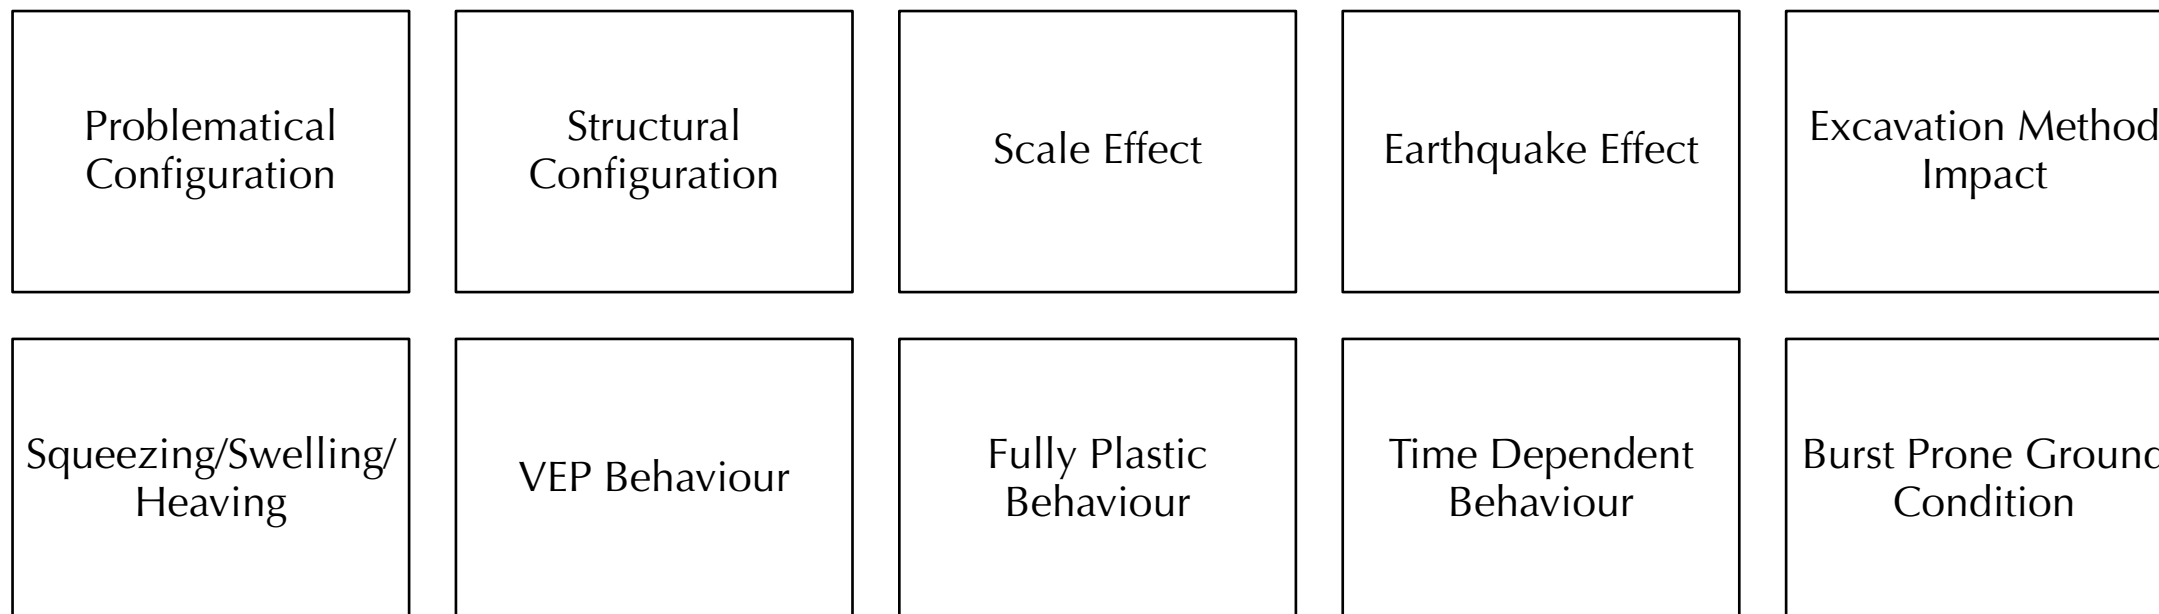 Problematical
Configuration
Structural
Configuration
Scale Effect
Earthquake Effect
Excavation Method
Impact
Squeezing/Swelling/
Heaving
VEP Behaviour
Fully Plastic
Behaviour
Time Dependent
Behaviour
Burst Prone Ground
Condition